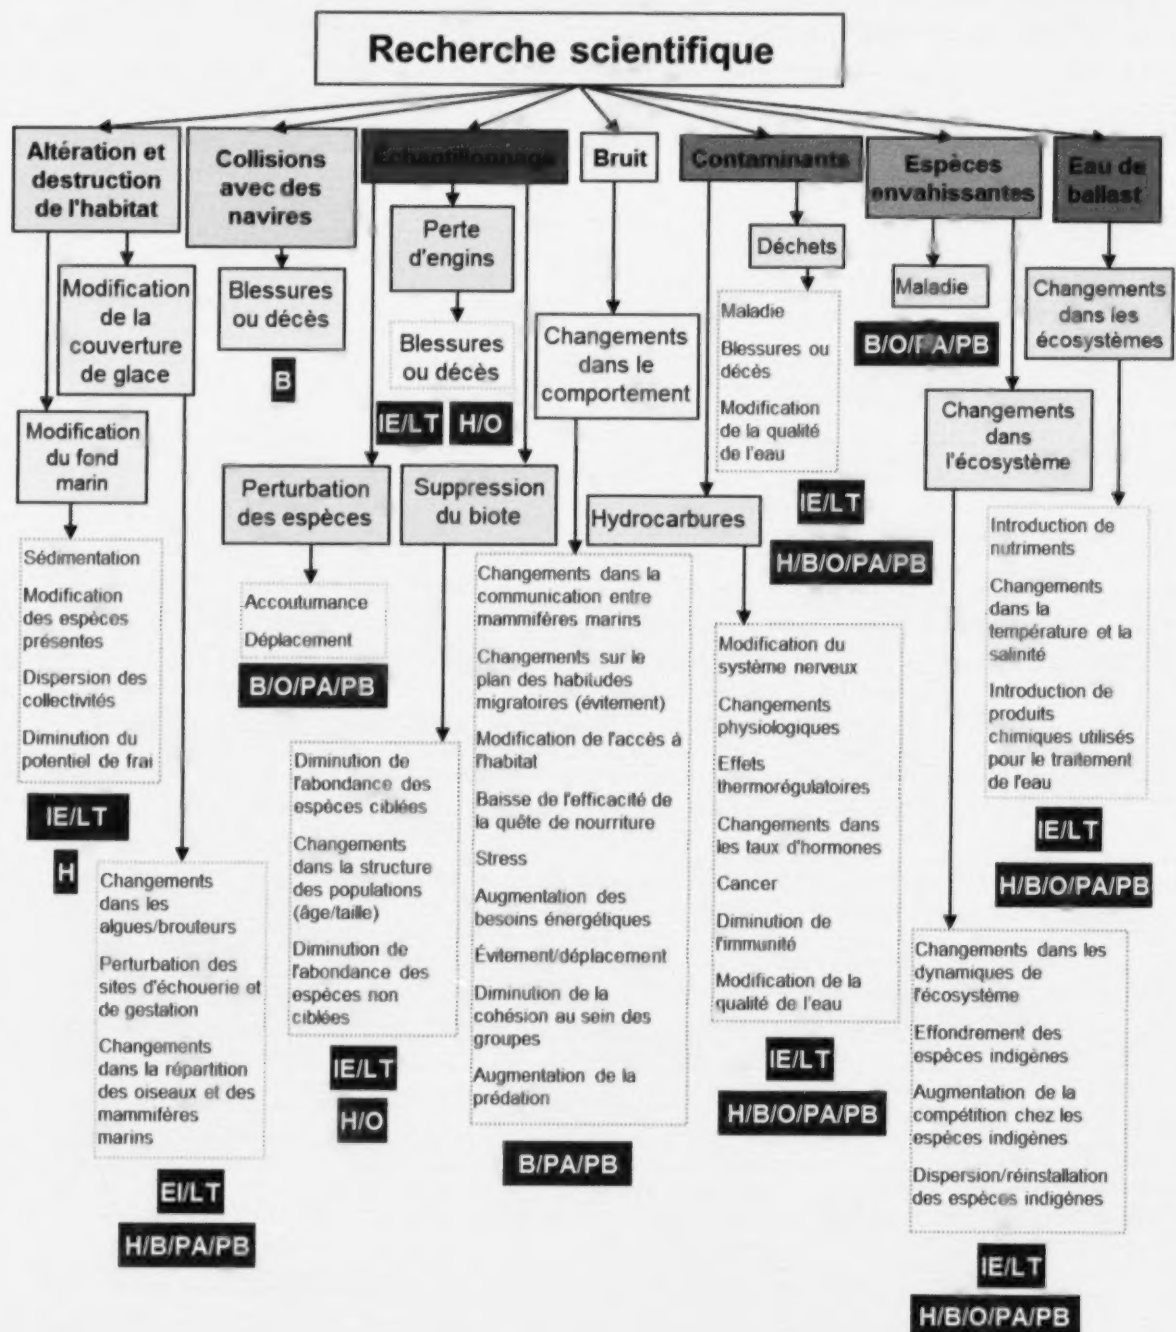 Recherche scientifique
Altération et
destruction
de l'habitat
Collisions
avec des
navires
Échantillonnage
Bruit
Contaminants
Espèces
envahissantes
Eau de
ballast
Modification
de la
couverture
de glace
Modification
du fond
marin
Sédimentation
Modification
des espèces
présentes
Dispersion des
collectivités
Diminution du
potentiel de frai
IE/LT
H
Changements
dans les
algues/brouteurs
Perturbation des
sites d'échouerie et
de gestation
Changements
dans la répartition
des oiseaux et des
mammifères
marins
EI/LT
H/B/PA/PB
Blessures
ou décès
B
Perte
d'engins
Blessures
ou décès
IE/LT
H/O
Perturbation
des espèces
Accoutumance
Déplacement
B/O/PA/PB
Suppression
du biote
Diminution de
l'abondance des
espèces ciblées
Changements
dans la structure
des populations
(âge/taille)
Diminution de
l'abondance des
espèces non
ciblées
IE/LT
H/O
Changements
dans le
comportement
Changements dans la
communication entre
mammifères marins
Changements sur le
plan des habitudes
migratoires (évitement)
Modification de l'accès à
l'habitat
Baisse de l'efficacité de
la quête de nourriture
Stress
Augmentation des
besoins énergétiques
Évitement/déplacement
Diminution de la
cohésion au sein des
groupes
Augmentation de la
prédation
B/PA/PB
Déchets
Maladie
Blessures ou
décès
Modification
de la qualité
de l'eau
IE/LT
H/B/O/PA/PB
Hydrocarbures
Modification du
système nerveux
Changements
physiologiques
Effets
thermorégulatoires
Changements dans
les taux d'hormones
Cancer
Diminution de
l'immunité
Modification de la
qualité de l'eau
IE/LT
H/B/O/PA/PB
Maladie
B/O/PA/PB
Changements
dans
l'écosystème
Changements dans les
dynamiques de
l'écosystème
Effondrement des
espèces indigènes
Augmentation de la
compétition chez les
espèces indigènes
Dispersion/réinstallation
des espèces indigènes
IE/LT
H/B/O/PA/PB
Changements
dans les
écosystèmes
Introduction de
nutriments
Changements
dans la
température et la
salinité
Introduction de
produits
chimiques utilisés
pour le traitement
de l'eau
IE/LT
H/B/O/PA/PB